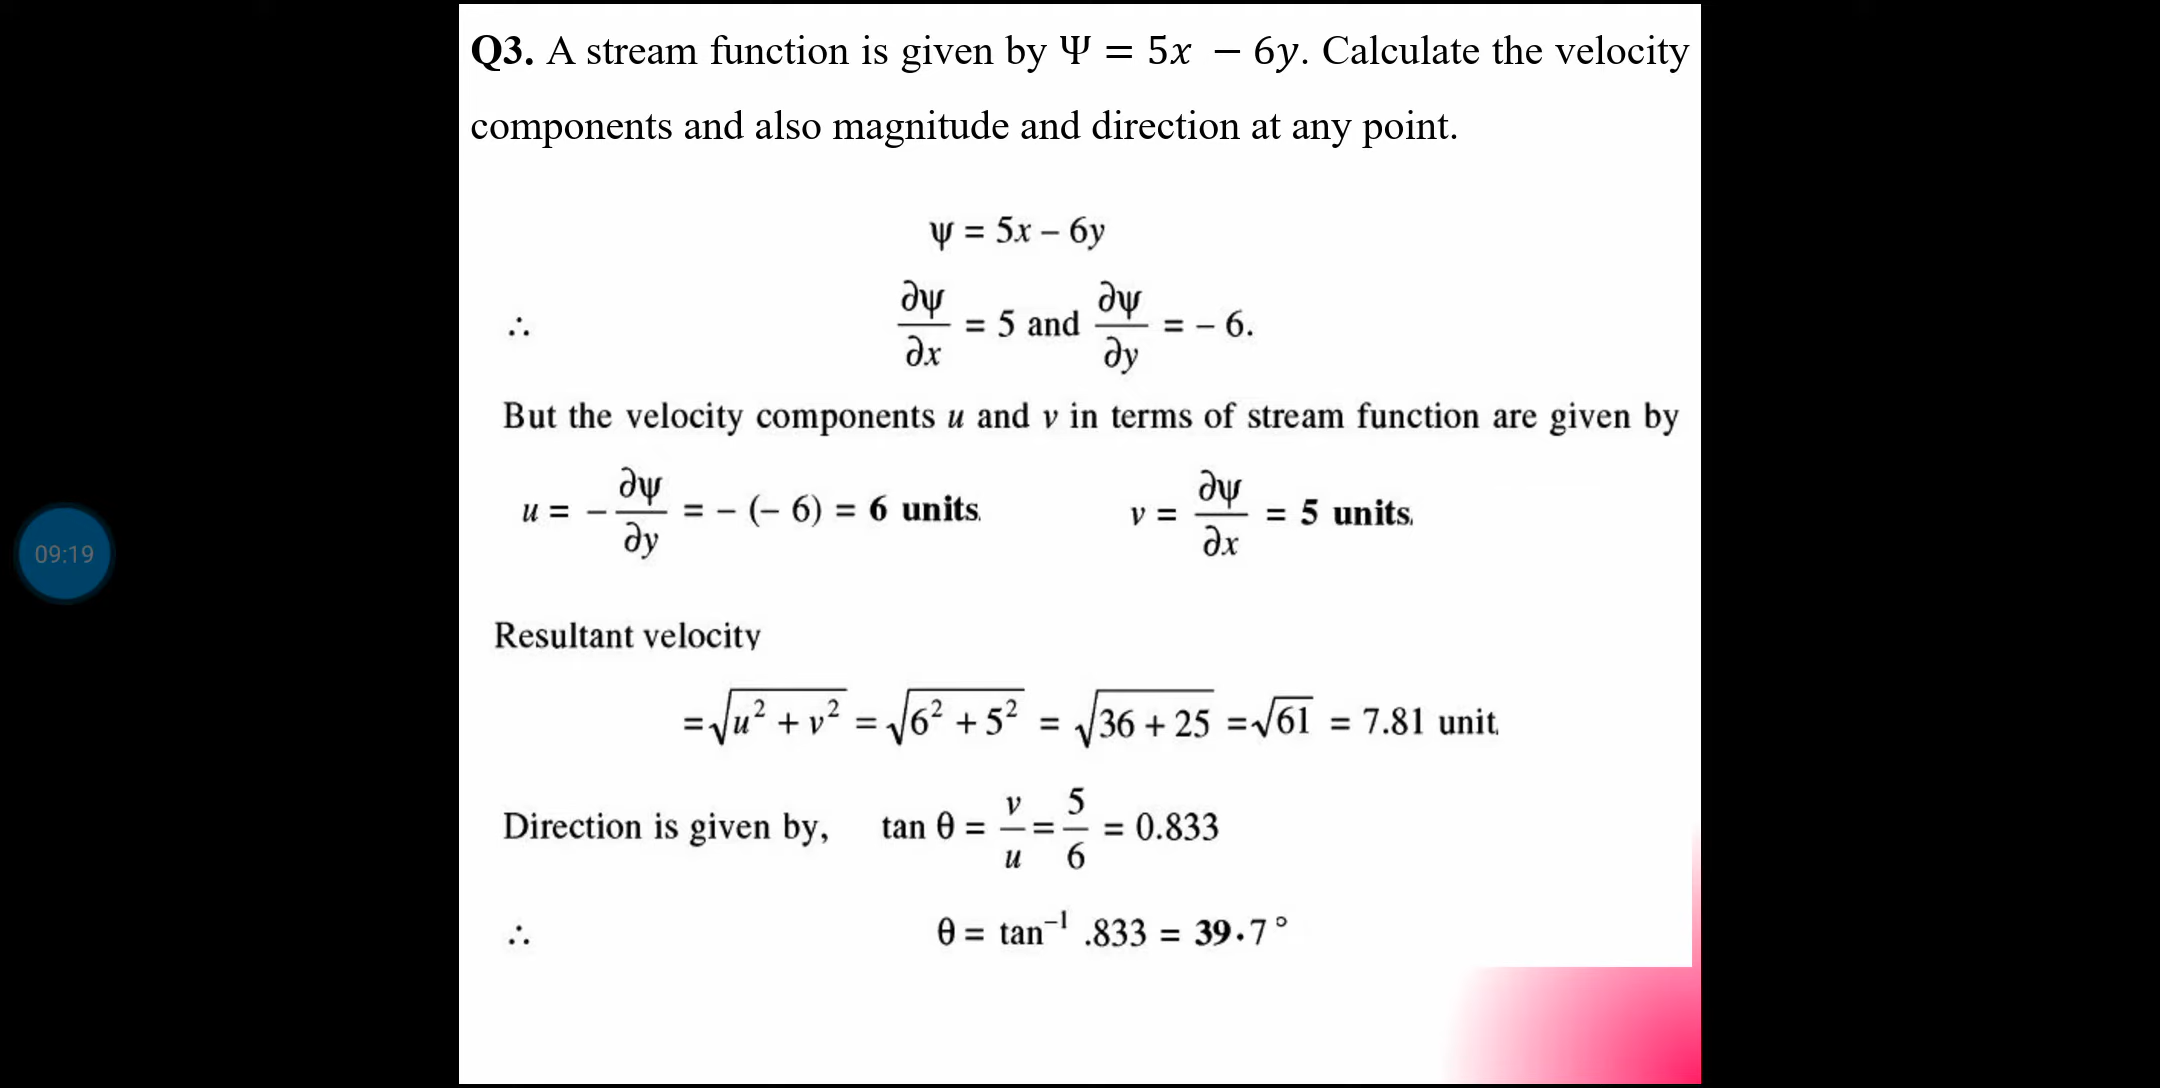 Q3. A stream function is given by Ψ = 5x − 6y. Calculate the velocity
components and also magnitude and direction at any point.
ψ = 5x – 6y
∴ ∂ψ/∂x = 5 and ∂ψ/∂y = – 6.
But the velocity components u and v in terms of stream function are given by
u = – ∂ψ/∂y = – (– 6) = 6 units. v = ∂ψ/∂x = 5 units.
09:19
Resultant velocity
= √(u² + v²) = √(6² + 5²) = √(36 + 25) = √61 = 7.81 unit.
Direction is given by, tan θ = v/u = 5/6 = 0.833
∴ θ = tan⁻¹ .833 = 39·7°